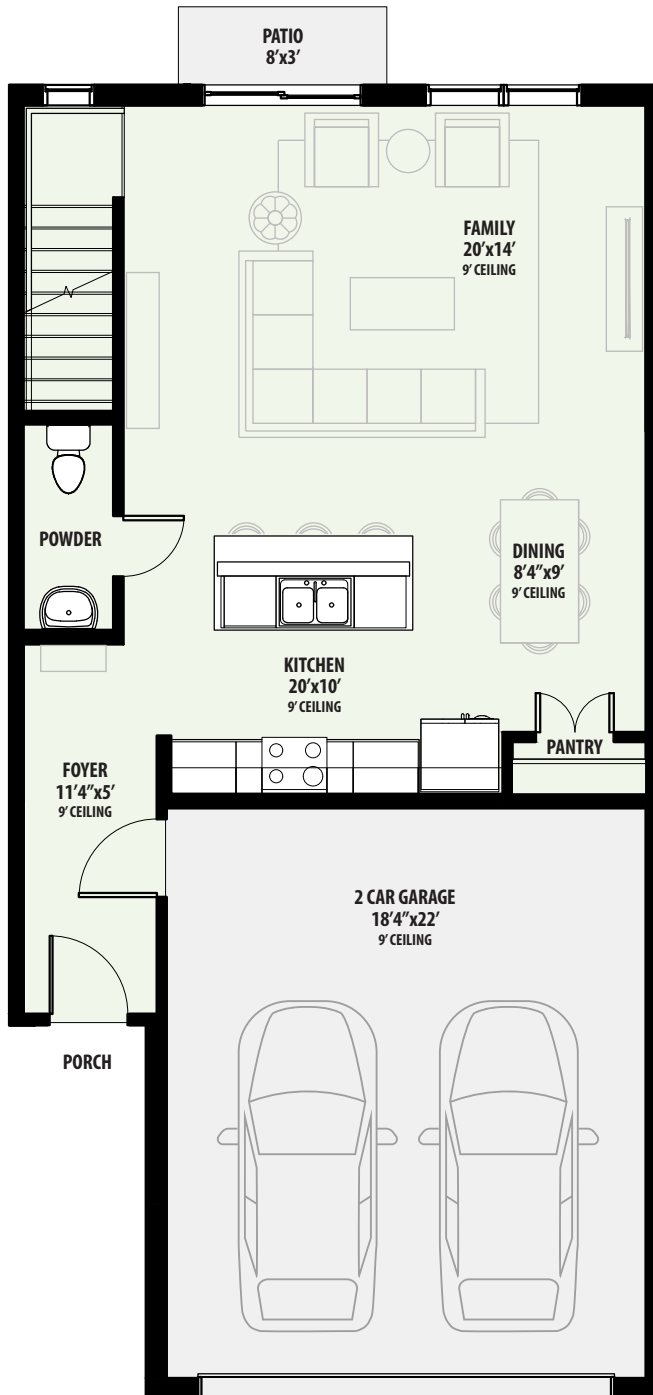 PATIO
8'x3'
FAMILY
20'x14'
9' CEILING
POWDER
DINING
8'4"x9'
9' CEILING
KITCHEN
20'x10'
9' CEILING
PANTRY
FOYER
11'4"x5'
9' CEILING
2 CAR GARAGE
18'4"x22'
9' CEILING
PORCH